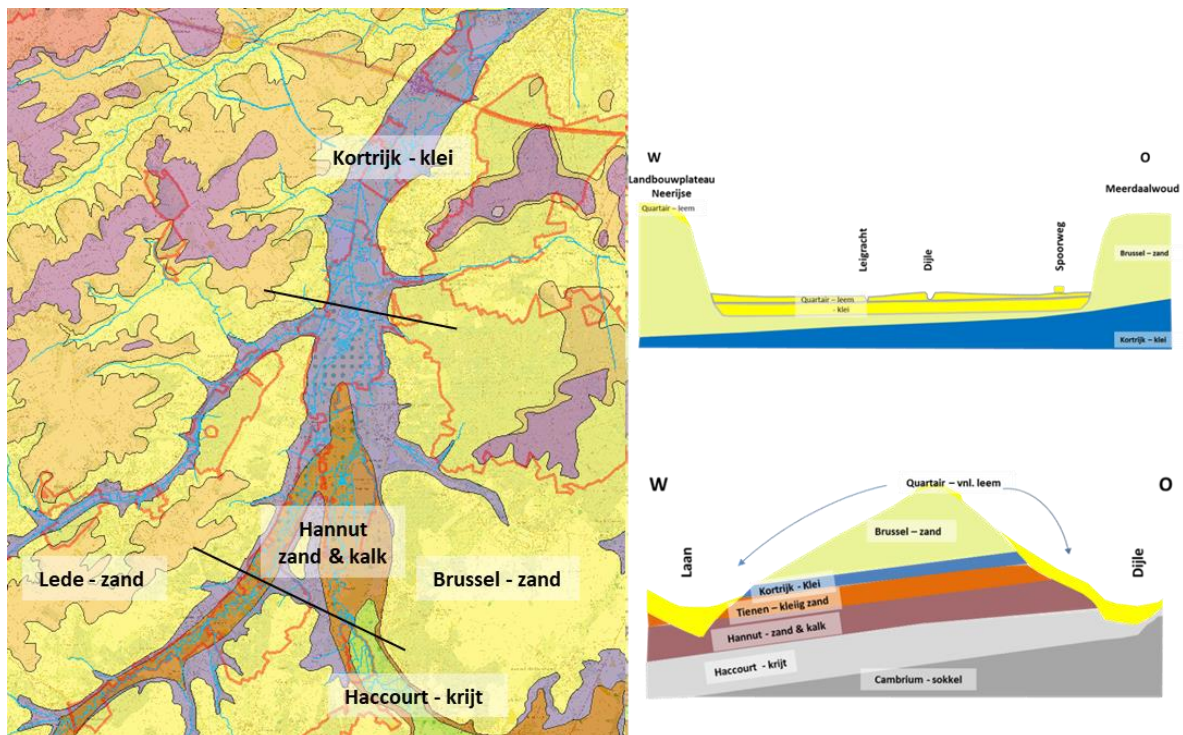 Kortrijk - klei
Hannut
zand & kalk
Lede - zand
Brussel - zand
Haccourt - krijt
W
O
Landbouwplateau
Neerijse
Meerdaalwoud
Quartair – leem
Leigracht
Dijle
Spoorweg
Brussel – zand
Quartair – leem
- klei
Kortrijk – klei
W
O
Quartair – vnl. leem
Laan
Dijle
Brussel – zand
Kortrijk - Klei
Tienen – kleiig zand
Hannut - zand & kalk
Haccourt - krijt
Cambrium - sokkel